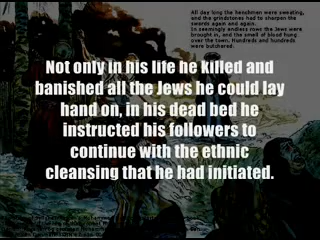 All day long the henchmen were sweating,
and the grindstones had to sharpen the
swords again and again.
In seemingly endless rows the Jews were
brought in, and the smell of blood hung
over the town. Hundreds and hundreds
were butchered.
Not only in his life he killed and
banished all the Jews he could lay
hand on, in his dead bed he
instructed his followers to
continue with the ethnic
cleansing that he had initiated.